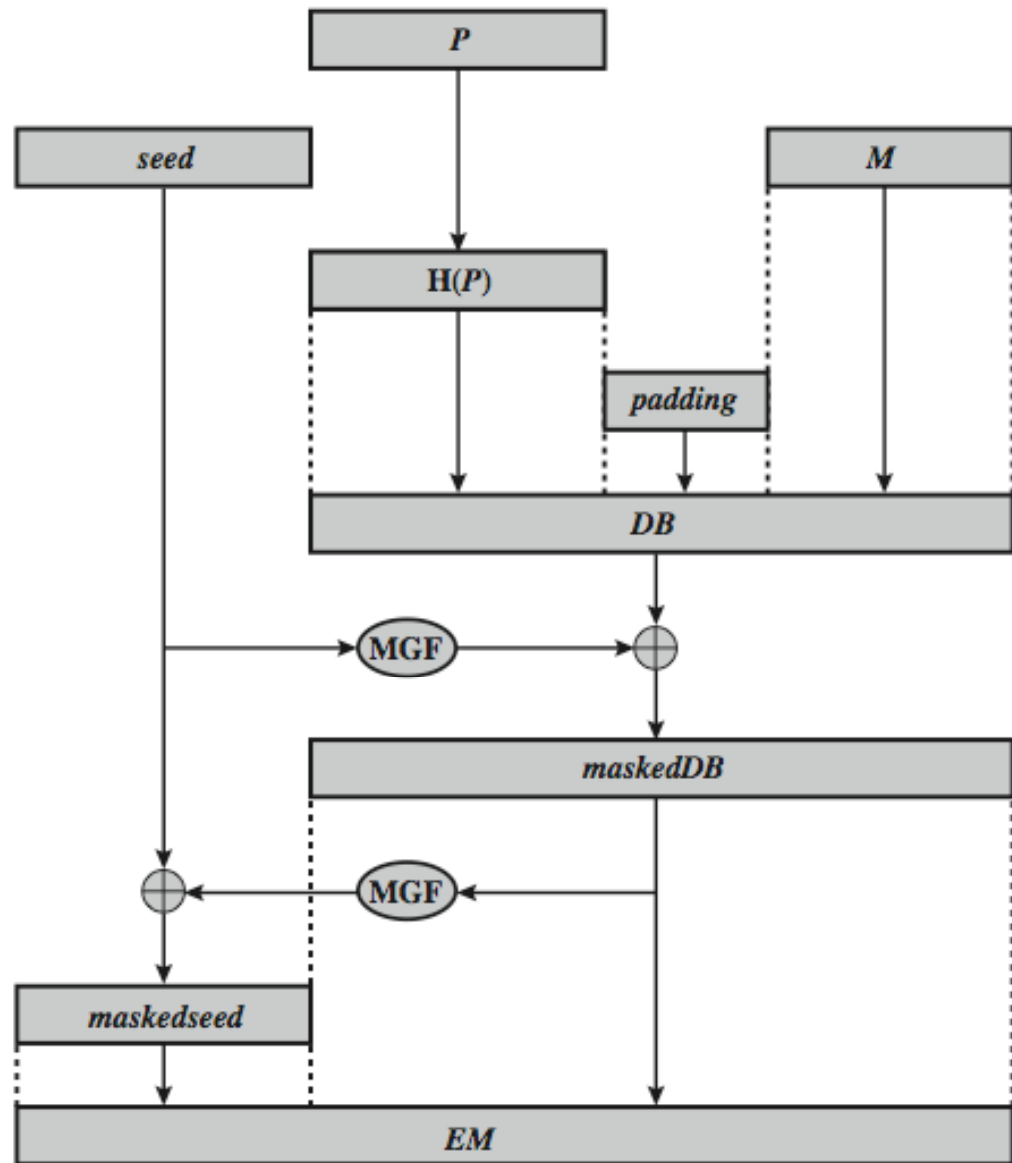 P
seed
M
H(P)
padding
DB
MGF
maskedDB
MGF
maskedseed
EM